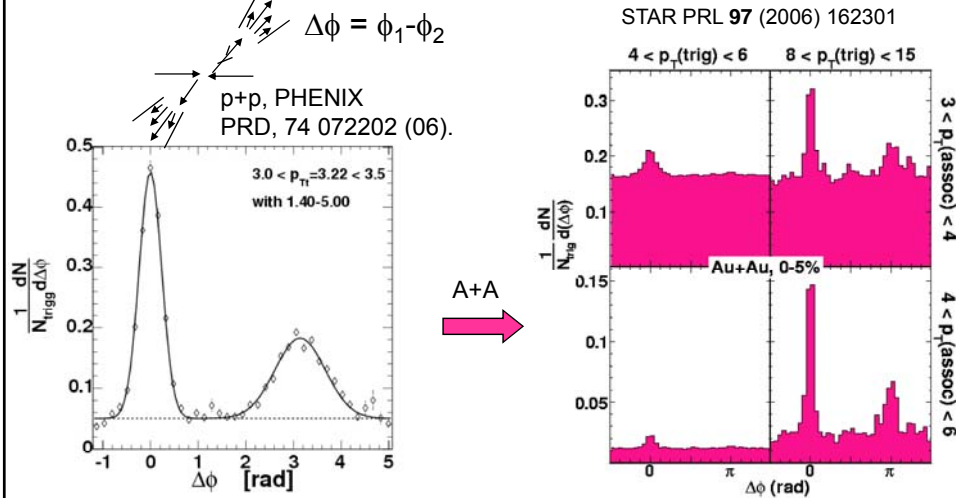 Δϕ = ϕ1-ϕ2
p+p, PHENIX
PRD, 74 072202 (06).
0.5
0.4
0.3
0.2
0.1
0
3.0 < pTt=3.22 < 3.5
with 1.40-5.00
1/Ntrigg dN/dΔϕ
-1 0 1 2 3 4 5
Δϕ [rad]
A+A
STAR PRL 97 (2006) 162301
4 < pT(trig) < 6
8 < pT(trig) < 15
0.3
0.2
0.1
3 < pT(assoc) < 4
1/Ntrig dN/d(Δϕ)
Au+Au, 0-5%
0.15
0.1
0.05
4 < pT(assoc) < 6
0 π 0 π
Δϕ (rad)